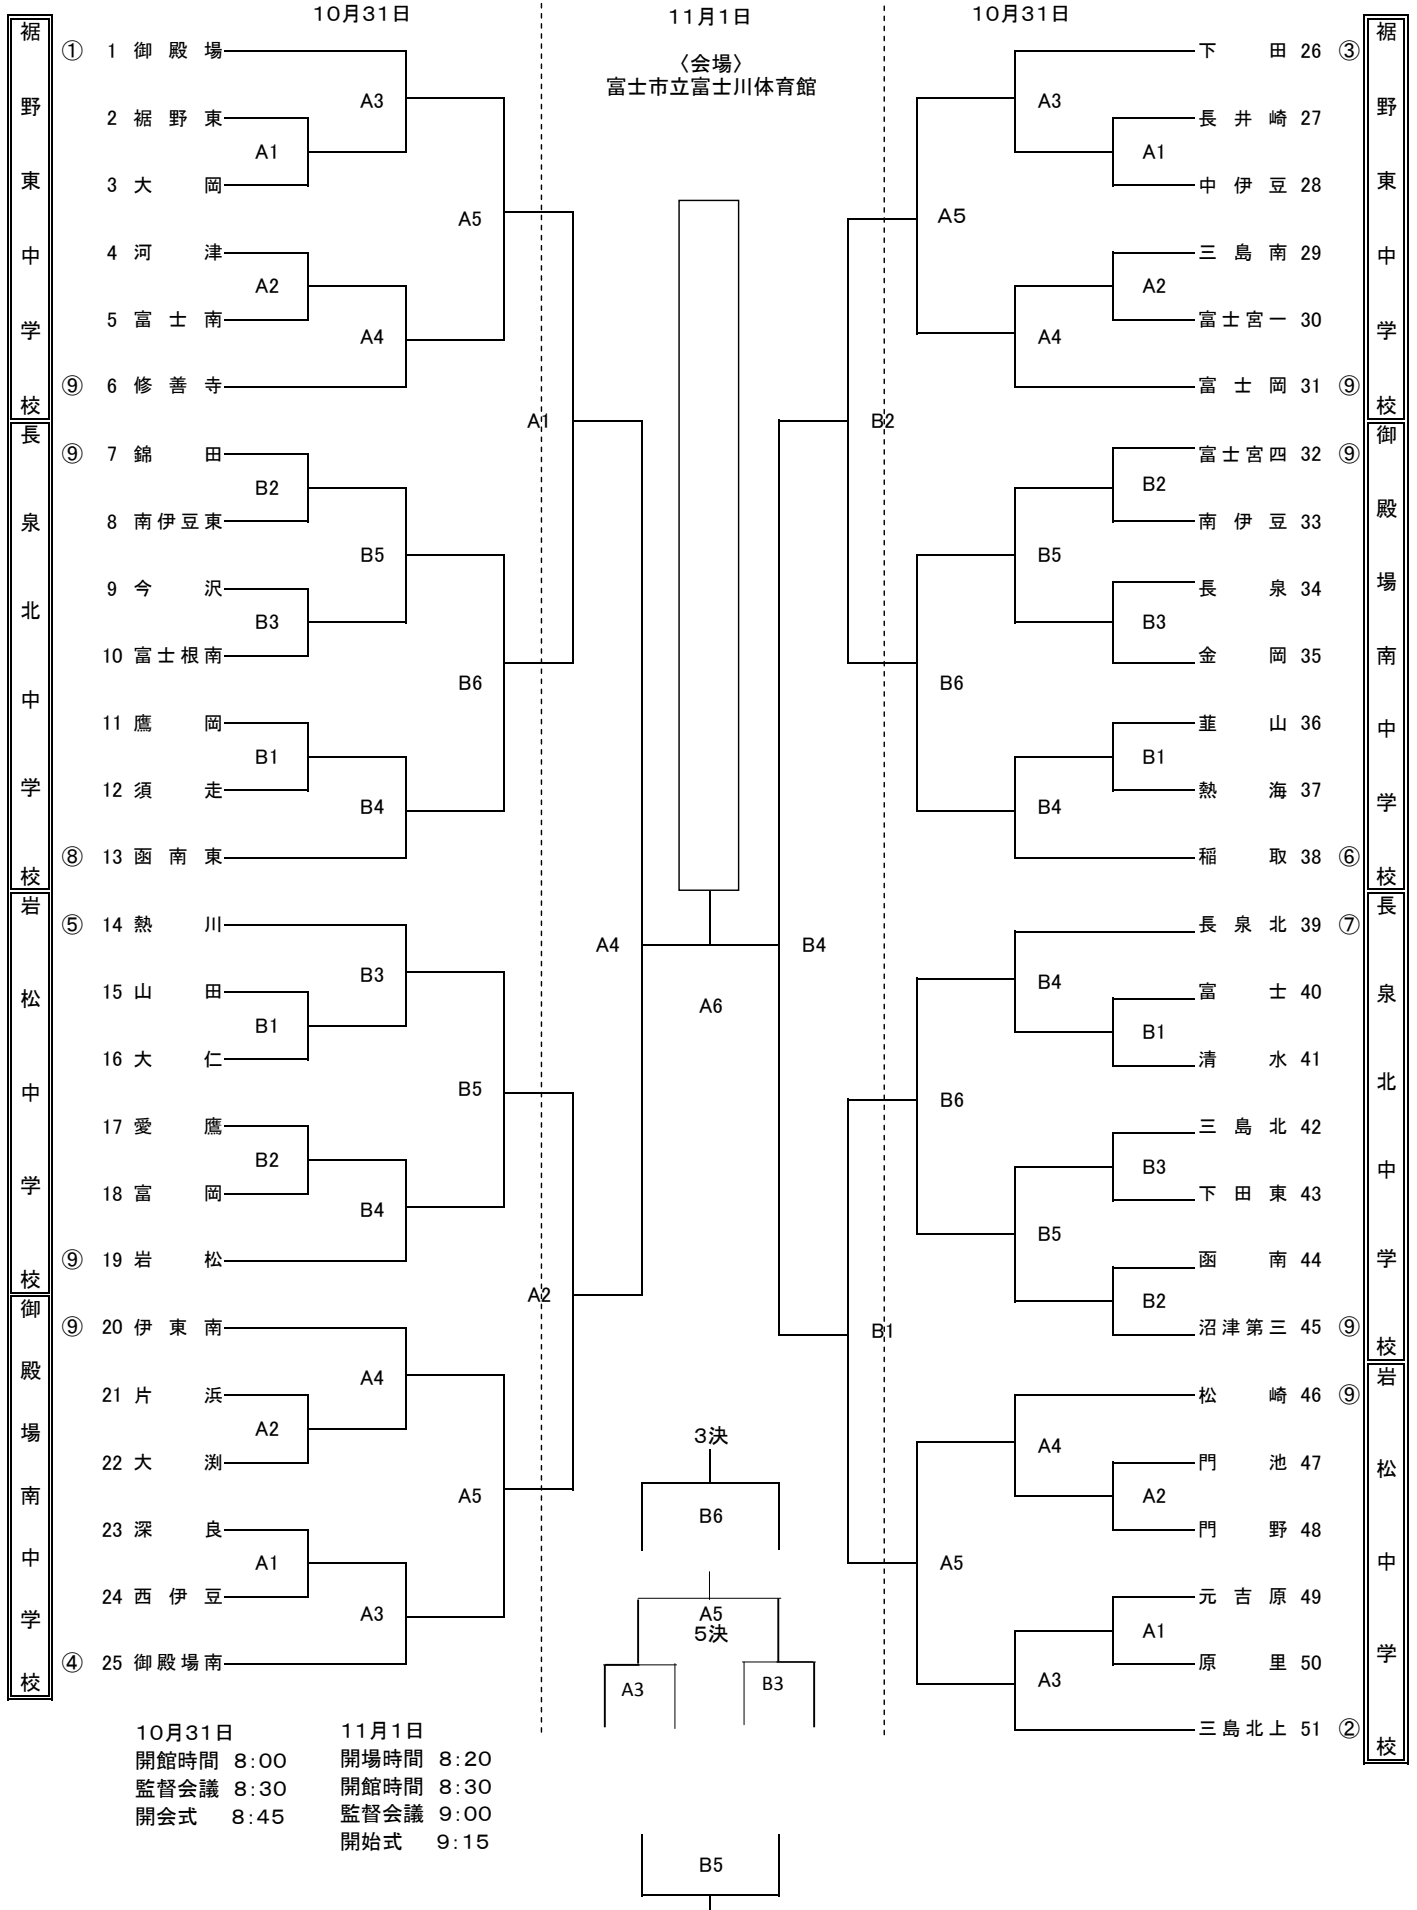 10月31日
11月1日
10月31日
〈会場〉
富士市立富士川体育館
裾野東中学校
① 1 御殿場
2 裾野東
3 大岡
4 河津
5 富士南
⑨ 6 修善寺
A3
A1
A5
A2
A4
長泉北中学校
⑨ 7 錦田
8 南伊豆東
9 今沢
10 富士根南
11 鷹岡
12 須走
⑧ 13 函南東
B2
B5
B3
B6
B1
B4
A1
岩松中学校
⑤ 14 熱川
15 山田
16 大仁
17 愛鷹
18 富岡
⑨ 19 岩松
B3
B1
B5
B2
B4
御殿場南中学校
⑨ 20 伊東南
21 片浜
22 大渕
23 深良
24 西伊豆
④ 25 御殿場南
A4
A2
A5
A1
A3
A2
A4
A6
B4
裾野東中学校
下田 26 ③
長井崎 27
中伊豆 28
三島南 29
富士宮一 30
富士岡 31 ⑨
A3
A1
A5
A2
A4
御殿場南中学校
富士宮四 32 ⑨
南伊豆 33
長泉 34
金岡 35
韮山 36
熱海 37
稲取 38 ⑥
B2
B5
B3
B6
B1
B4
B2
長泉北中学校
長泉北 39 ⑦
富士 40
清水 41
三島北 42
下田東 43
函南 44
沼津第三 45 ⑨
B4
B1
B6
B3
B5
B2
岩松中学校
松崎 46 ⑨
門池 47
門野 48
元吉原 49
原里 50
三島北上 51 ②
A4
A2
A5
A1
A3
B1
3決
B6
A5
5決
A3
B3
B5
10月31日
開館時間 8:00
監督会議 8:30
開会式 8:45
11月1日
開場時間 8:20
開館時間 8:30
監督会議 9:00
開始式 9:15